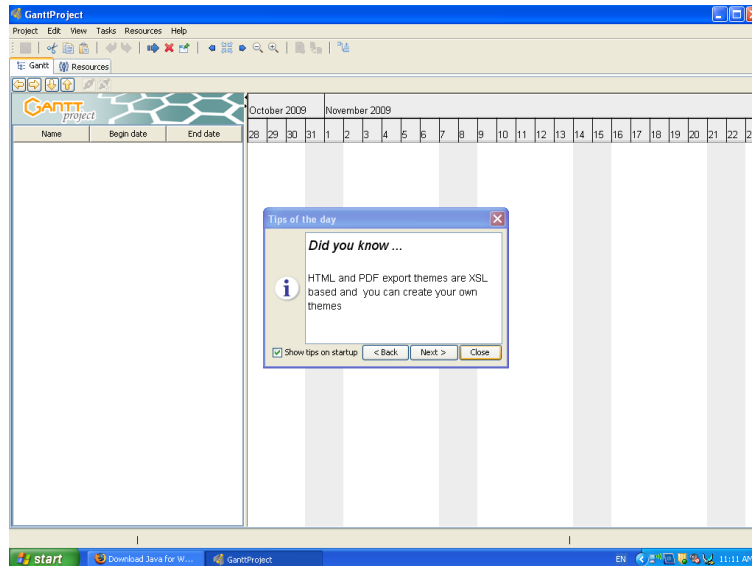 GanttProject
Project Edit View Tasks Resources Help
Gantt Resources
GANTT
project
October 2009 November 2009
Name Begin date End date
28 29 30 31 1 2 3 4 5 6 7 8 9 10 11 12 13 14 15 16 17 18 19 20 21 22
Tips of the day
Did you know ...
HTML and PDF export themes are XSL
based and you can create your own
themes
Show tips on startup < Back Next > Close
start Download Java for W... GanttProject EN 11:11 AM